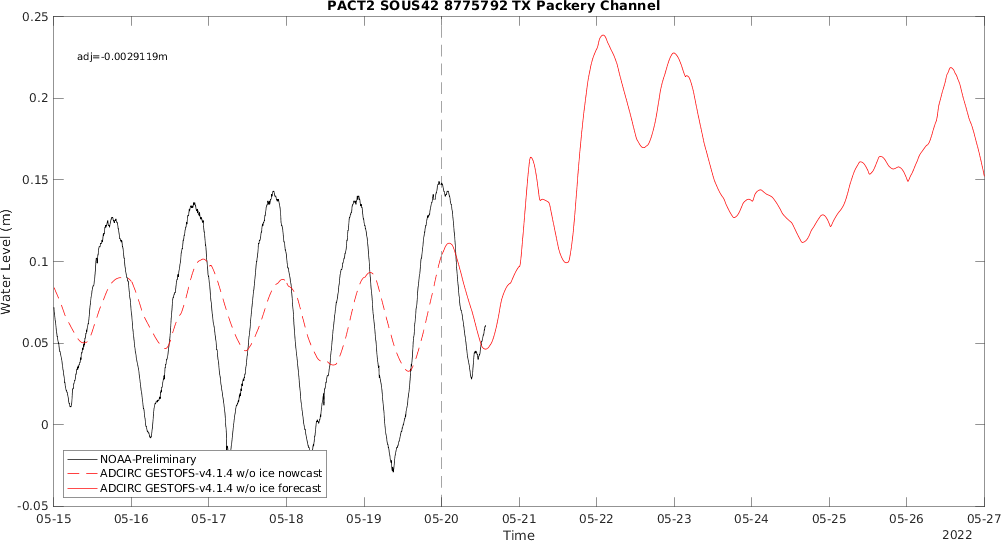 PACT2 SOUS42 8775792 TX Packery Channel
0.25
adj=-0.0029119m
0.2
0.15
Water Level (m)
0.1
0.05
0
NOAA-Preliminary
ADCIRC GESTOFS-v4.1.4 w/o ice nowcast
ADCIRC GESTOFS-v4.1.4 w/o ice forecast
-0.05
05-15 05-16 05-17 05-18 05-19 05-20 05-21 05-22 05-23 05-24 05-25 05-26 05-27
Time
2022